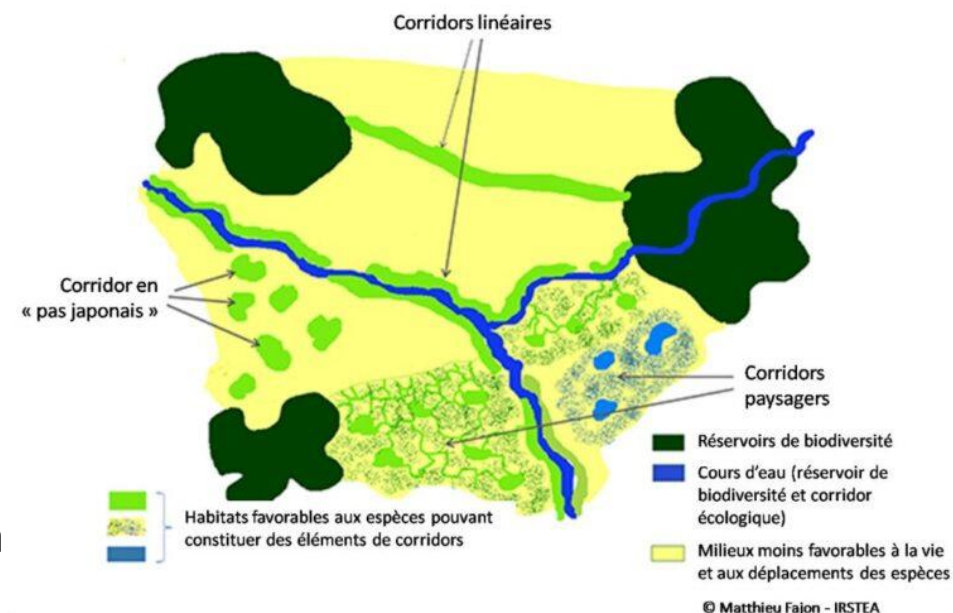 Corridors linéaires
Corridor en
« pas japonais »
Corridors
paysagers
Réservoirs de biodiversité
Cours d'eau (réservoir de
biodiversité et corridor
écologique)
Habitats favorables aux espèces pouvant
constituer des éléments de corridors
Milieux moins favorables à la vie
et aux déplacements des espèces
© Matthieu Fajon - IRSTEA